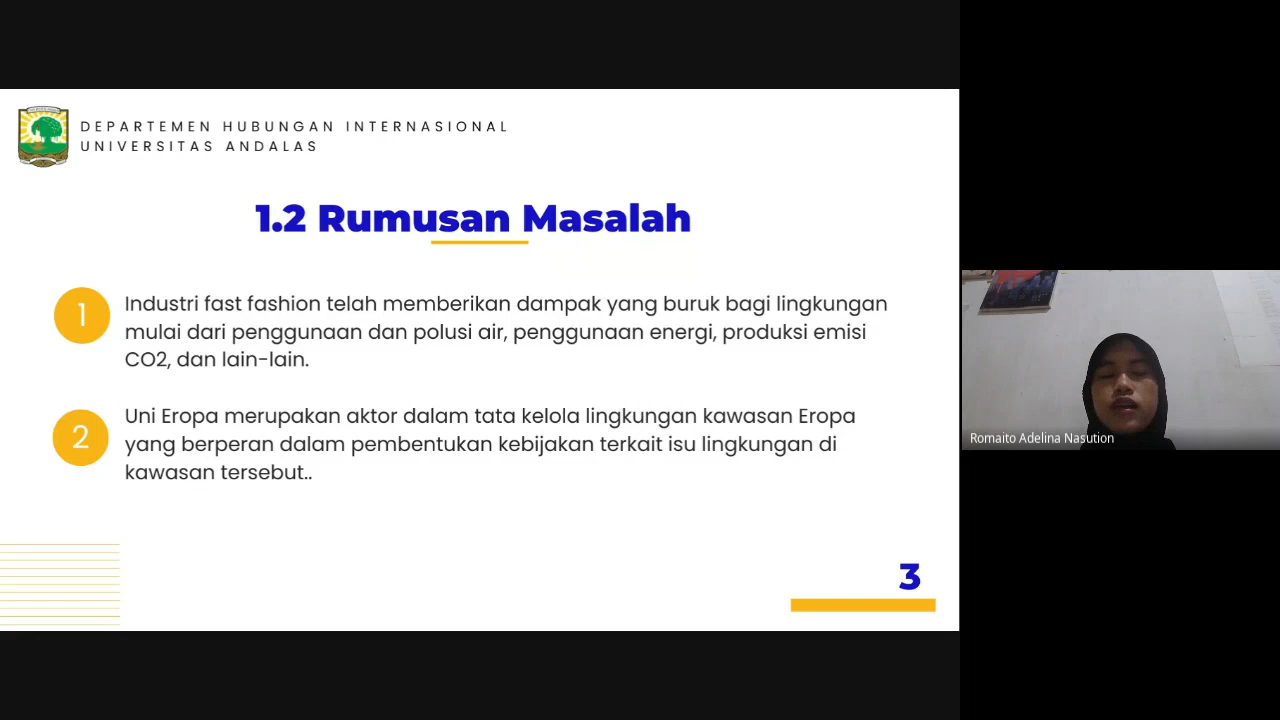 DEPARTEMEN HUBUNGAN INTERNASIONAL
UNIVERSITAS ANDALAS
1.2 Rumusan Masalah
1
Industri fast fashion telah memberikan dampak yang buruk bagi lingkungan
mulai dari penggunaan dan polusi air, penggunaan energi, produksi emisi
CO2, dan lain-lain.
2
Uni Eropa merupakan aktor dalam tata kelola lingkungan kawasan Eropa
yang berperan dalam pembentukan kebijakan terkait isu lingkungan di
kawasan tersebut..
3
Romaito Adelina Nasution